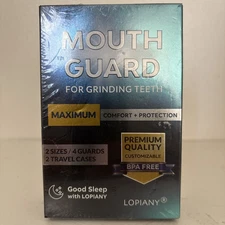 MOUTH
GUARD
FOR GRINDING TEETH
MAXIMUM COMFORT + PROTECTION
2 SIZES / 4 GUARDS
2 TRAVEL CASES
PREMIUM
QUALITY
CUSTOMIZABLE
BPA FREE
Good Sleep
with LOPIANY
LOPIANY®